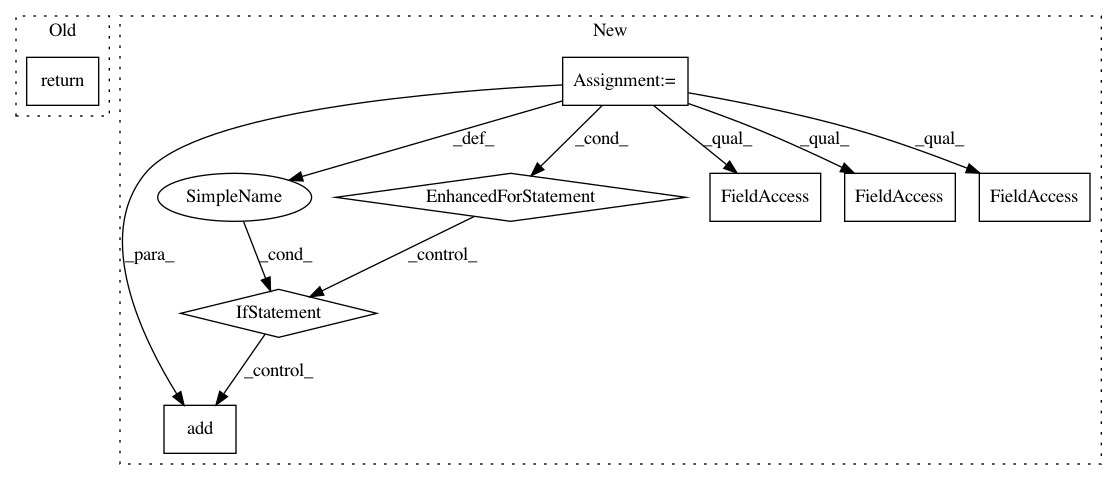 Old
New
return
Assignment:=
_def_
_cond_
_qual_
_qual_
_qual_
SimpleName
EnhancedForStatement
FieldAccess
FieldAccess
FieldAccess
_para_
_cond_
_control_
IfStatement
_control_
add